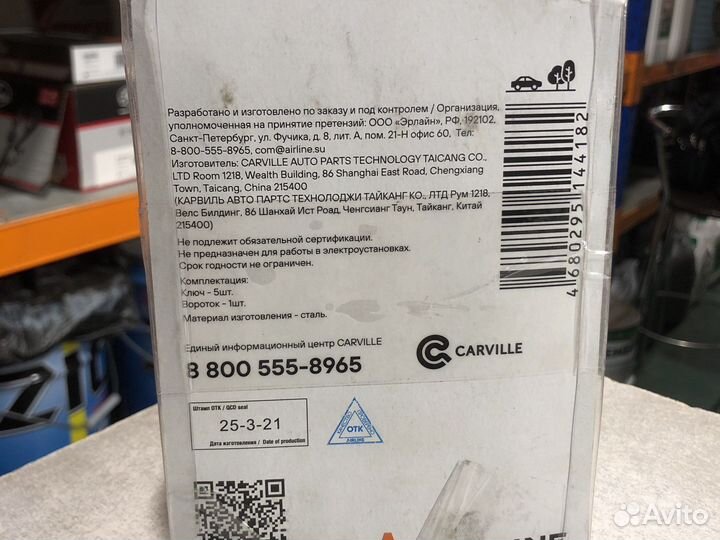 Разработано и изготовлено по заказу и под контролем / Организация,
уполномоченная на принятие претензий: ООО «Эрлайн», РФ, 192102,
Санкт-Петербург, ул. Фучика, д. 8, лит. А, пом. 21-Н офис 60, Тел:
8-800-555-8965, com@airline.su
Изготовитель: CARVILLE AUTO PARTS TECHNOLOGY TAICANG CO.,
LTD Room 1218, Wealth Building, 86 Shanghai East Road, Chengxiang
Town, Taicang, China 215400
(КАРВИЛЬ АВТО ПАРТС ТЕХНОЛОДЖИ ТАЙКАНГ КО., ЛТД Рум 1218,
Велс Билдинг, 86 Шанхай Ист Роад, Ченгсианг Таун, Тайканг, Китай
215400)
Не подлежит обязательной сертификации.
Не предназначен для работы в электроустановках.
Срок годности не ограничен.
Комплектация:
Ключ - 5шт.
Вороток - 1шт.
Материал изготовления - сталь.
Единый информационный центр CARVILLE
8 800 555-8965
CARVILLE
4 680295 144182
Штамп ОТК / QCD seal
25-3-21
Дата изготовления / Date of production
ОТК
AIRLINE
Avito